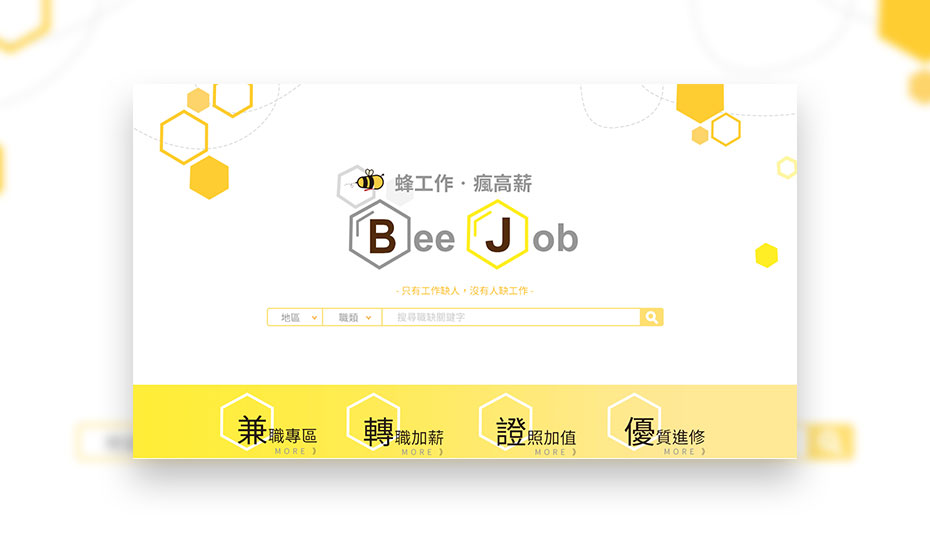 蜂工作・瘋高薪
Bee Job
- 只有工作缺人，沒有人缺工作 -
地區 職類 搜尋職缺關鍵字
兼職專區 轉職加薪 證照加值 優質進修
MORE 》 MORE 》 MORE 》 MORE 》